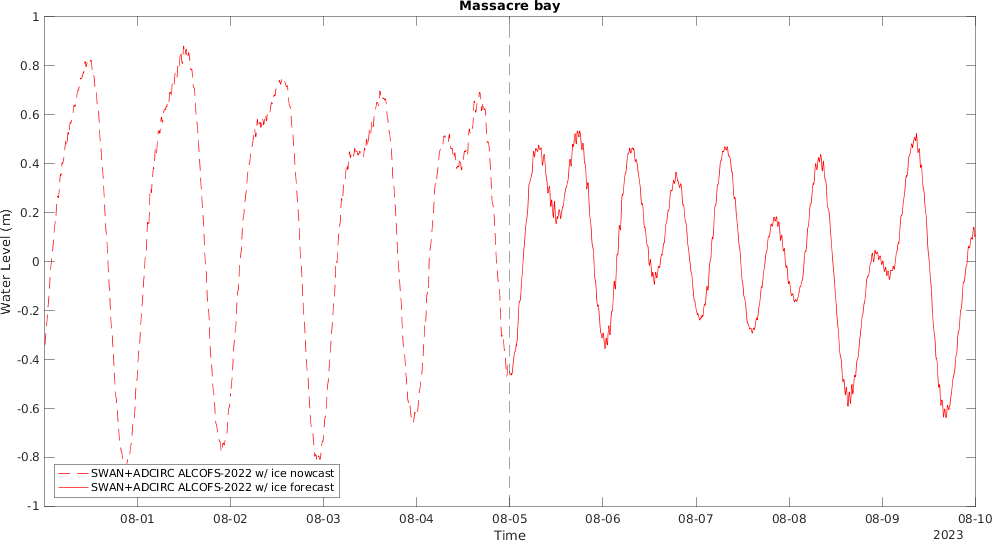 Massacre bay
Water Level (m)
1
0.8
0.6
0.4
0.2
0
-0.2
-0.4
-0.6
-0.8
-1
SWAN+ADCIRC ALCOFS-2022 w/ ice nowcast
SWAN+ADCIRC ALCOFS-2022 w/ ice forecast
08-01 08-02 08-03 08-04 08-05 08-06 08-07 08-08 08-09 08-10
Time
2023